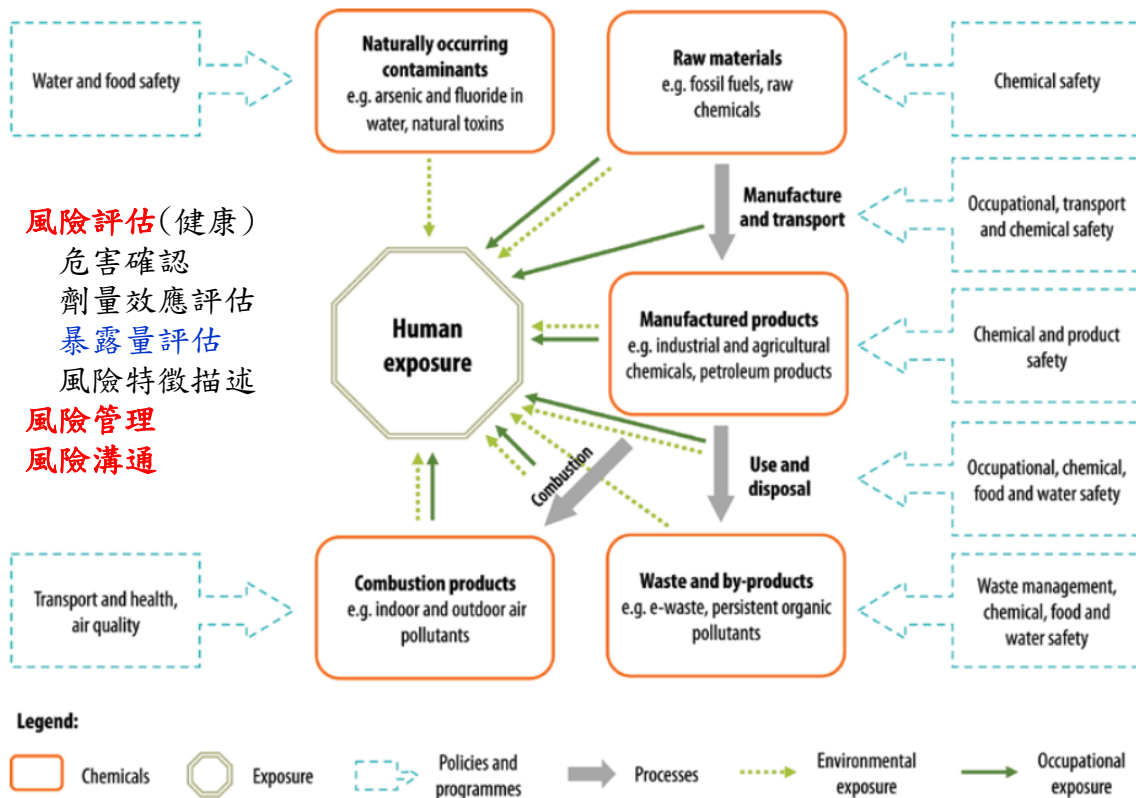 Water and food safety
Naturally occurring
contaminants
e.g. arsenic and fluoride in
water, natural toxins
Raw materials
e.g. fossil fuels, raw
chemicals
Chemical safety
風險評估(健康)
危害確認
劑量效應評估
暴露量評估
風險特徵描述
風險管理
風險溝通
Manufacture
and transport
Occupational, transport
and chemical safety
Human
exposure
Manufactured products
e.g. industrial and agricultural
chemicals, petroleum products
Chemical and product
safety
Combustion
Use and
disposal
Occupational, chemical,
food and water safety
Transport and health,
air quality
Combustion products
e.g. indoor and outdoor air
pollutants
Waste and by-products
e.g. e-waste, persistent organic
pollutants
Waste management,
chemical, food and
water safety
Legend:
Chemicals
Exposure
Policies and
programmes
Processes
Environmental
exposure
Occupational
exposure